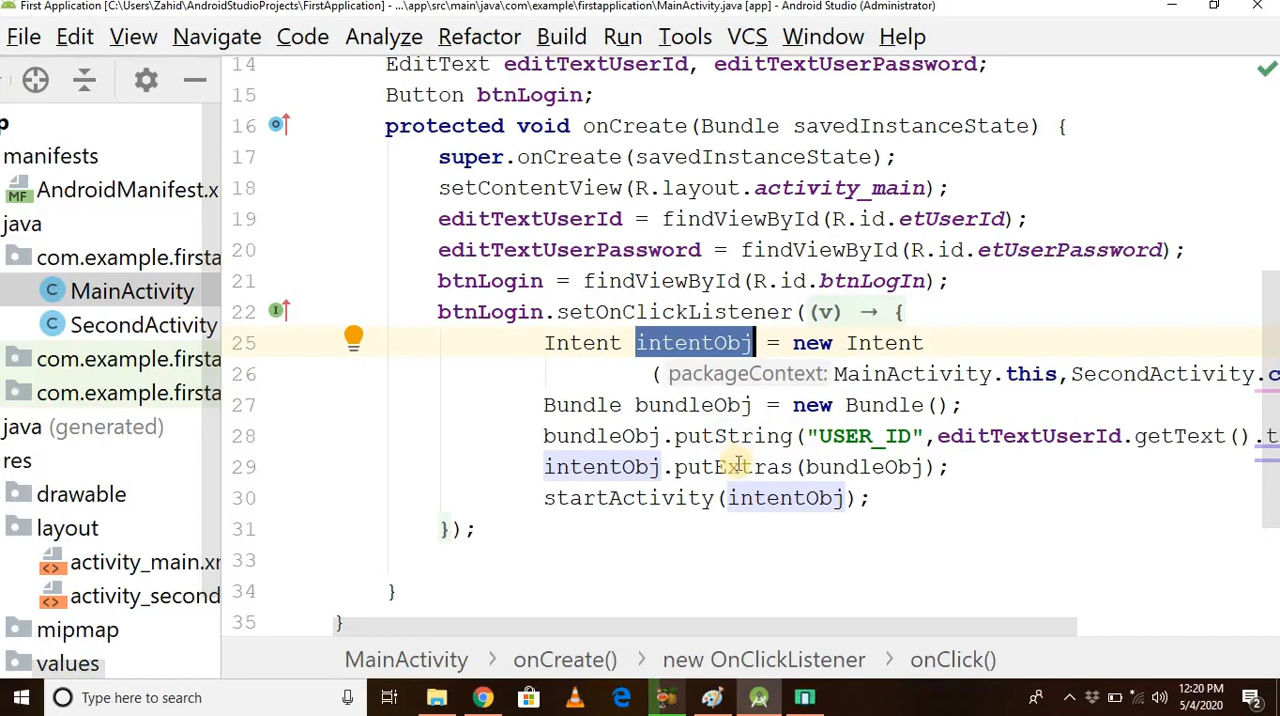 First Application [C:\Users\Zahid\AndroidStudioProjects\FirstApplication] - ...\app\src\main\java\com\example\firstapplication\MainActivity.java [app] - Android Studio (Administrator)
File Edit View Navigate Code Analyze Refactor Build Run Tools VCS Window Help
p
manifests
MF AndroidManifest.x
java
com.example.firsta
C MainActivity
C SecondActivity
com.example.firsta
com.example.firsta
java (generated)
res
drawable
layout
activity_main.xr
activity_second
mipmap
values
14 EditText editTextUserId, editTextUserPassword;
15 Button btnLogin;
16 protected void onCreate(Bundle savedInstanceState) {
17 super.onCreate(savedInstanceState);
18 setContentView(R.layout.activity_main);
19 editTextUserId = findViewById(R.id.etUserId);
20 editTextUserPassword = findViewById(R.id.etUserPassword);
21 btnLogin = findViewById(R.id.btnLogIn);
22 btnLogin.setOnClickListener((v) → {
25 Intent intentObj = new Intent
26 ( packageContext: MainActivity.this,SecondActivity.c
27 Bundle bundleObj = new Bundle();
28 bundleObj.putString("USER_ID",editTextUserId.getText().t
29 intentObj.putExtras(bundleObj);
30 startActivity(intentObj);
31 });
33
34 }
35 }
MainActivity > onCreate() > new OnClickListener > onClick()
Type here to search
12:20 PM
5/4/2020
2